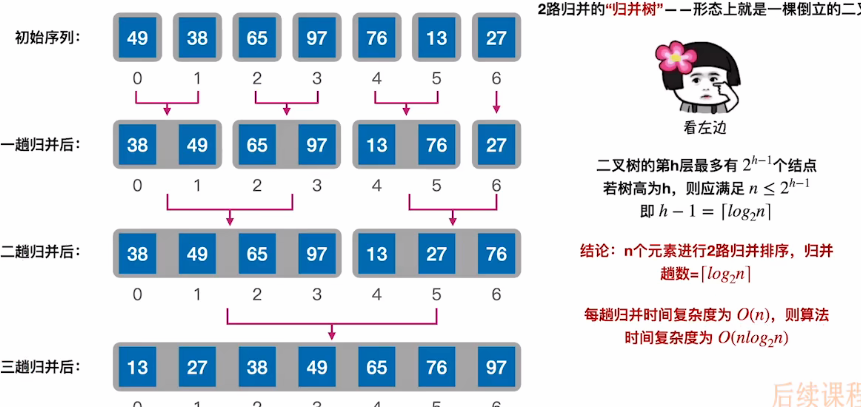 2路归并的“归并树”——形态上就是一棵倒立的二叉
初始序列：
49 38 65 97 76 13 27
0 1 2 3 4 5 6
看左边
一趟归并后：
38 49 65 97 13 76 27
0 1 2 3 4 5 6
二叉树的第h层最多有 2^{h-1}个结点
若树高为h，则应满足 n ≤ 2^{h-1}
即 h − 1 = ⌈log₂n⌉
二趟归并后：
38 49 65 97 13 27 76
0 1 2 3 4 5 6
结论：n个元素进行2路归并排序，归并
趟数=⌈log₂n⌉
每趟归并时间复杂度为 O(n)，则算法
时间复杂度为 O(nlog₂n)
三趟归并后：
13 27 38 49 65 76 97
0 1 2 3 4 5 6
后续课程